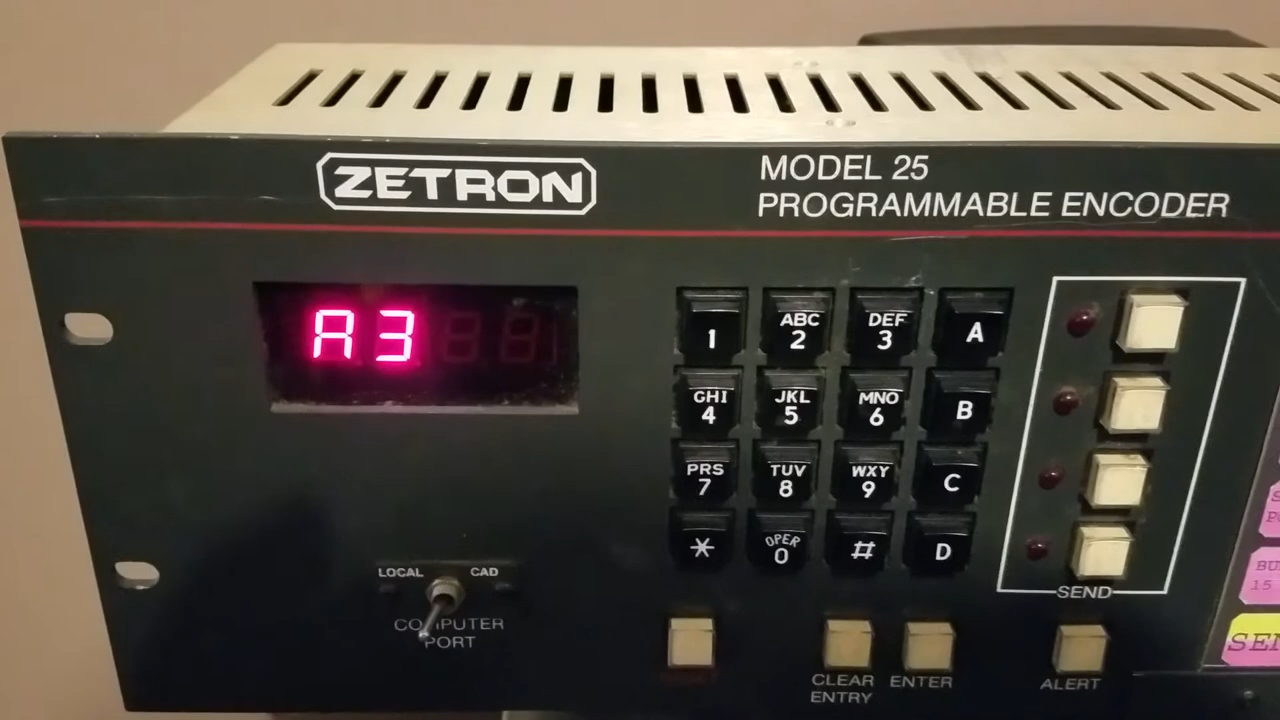 ZETRON
MODEL 25
PROGRAMMABLE ENCODER
A3
1
ABC
2
DEF
3
A
GHI
4
JKL
5
MNO
6
B
PRS
7
TUV
8
WXY
9
C
*
OPER
0
#
D
SEND
LOCAL
CAD
COMPUTER
PORT
CLEAR
ENTRY
ENTER
ALERT
15